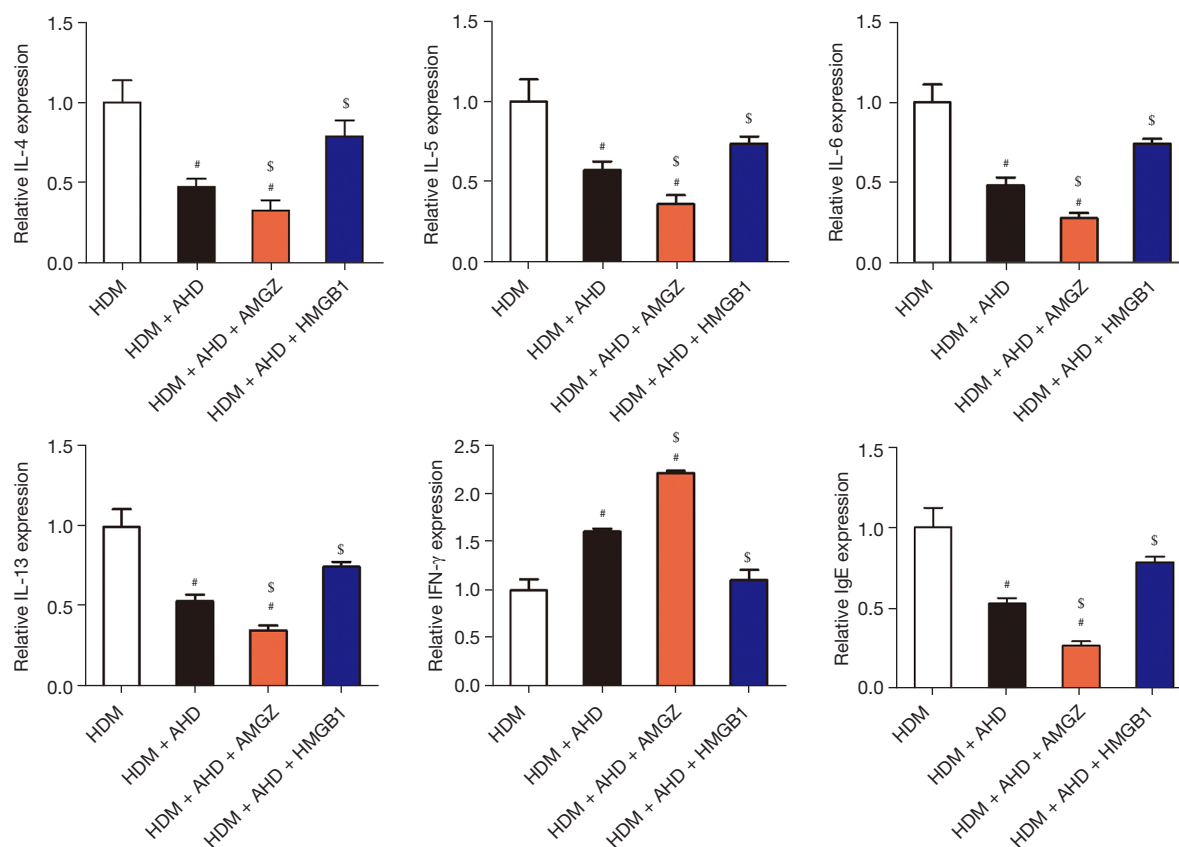 Relative IL-4 expression
1.5
1.0
0.5
0.0
#
$
#
$
HDM
HDM + AHD
HDM + AHD + AMGZ
HDM + AHD + HMGB1
Relative IL-5 expression
1.5
1.0
0.5
0.0
#
$
#
$
HDM
HDM + AHD
HDM + AHD + AMGZ
HDM + AHD + HMGB1
Relative IL-6 expression
1.5
1.0
0.5
0.0
#
$
#
$
HDM
HDM + AHD
HDM + AHD + AMGZ
HDM + AHD + HMGB1
Relative IL-13 expression
1.5
1.0
0.5
0.0
#
$
#
$
HDM
HDM + AHD
HDM + AHD + AMGZ
HDM + AHD + HMGB1
Relative IFN-γ expression
2.5
2.0
1.5
1.0
0.5
0.0
#
$
#
$
HDM
HDM + AHD
HDM + AHD + AMGZ
HDM + AHD + HMGB1
Relative IgE expression
1.5
1.0
0.5
0.0
#
$
#
$
HDM
HDM + AHD
HDM + AHD + AMGZ
HDM + AHD + HMGB1